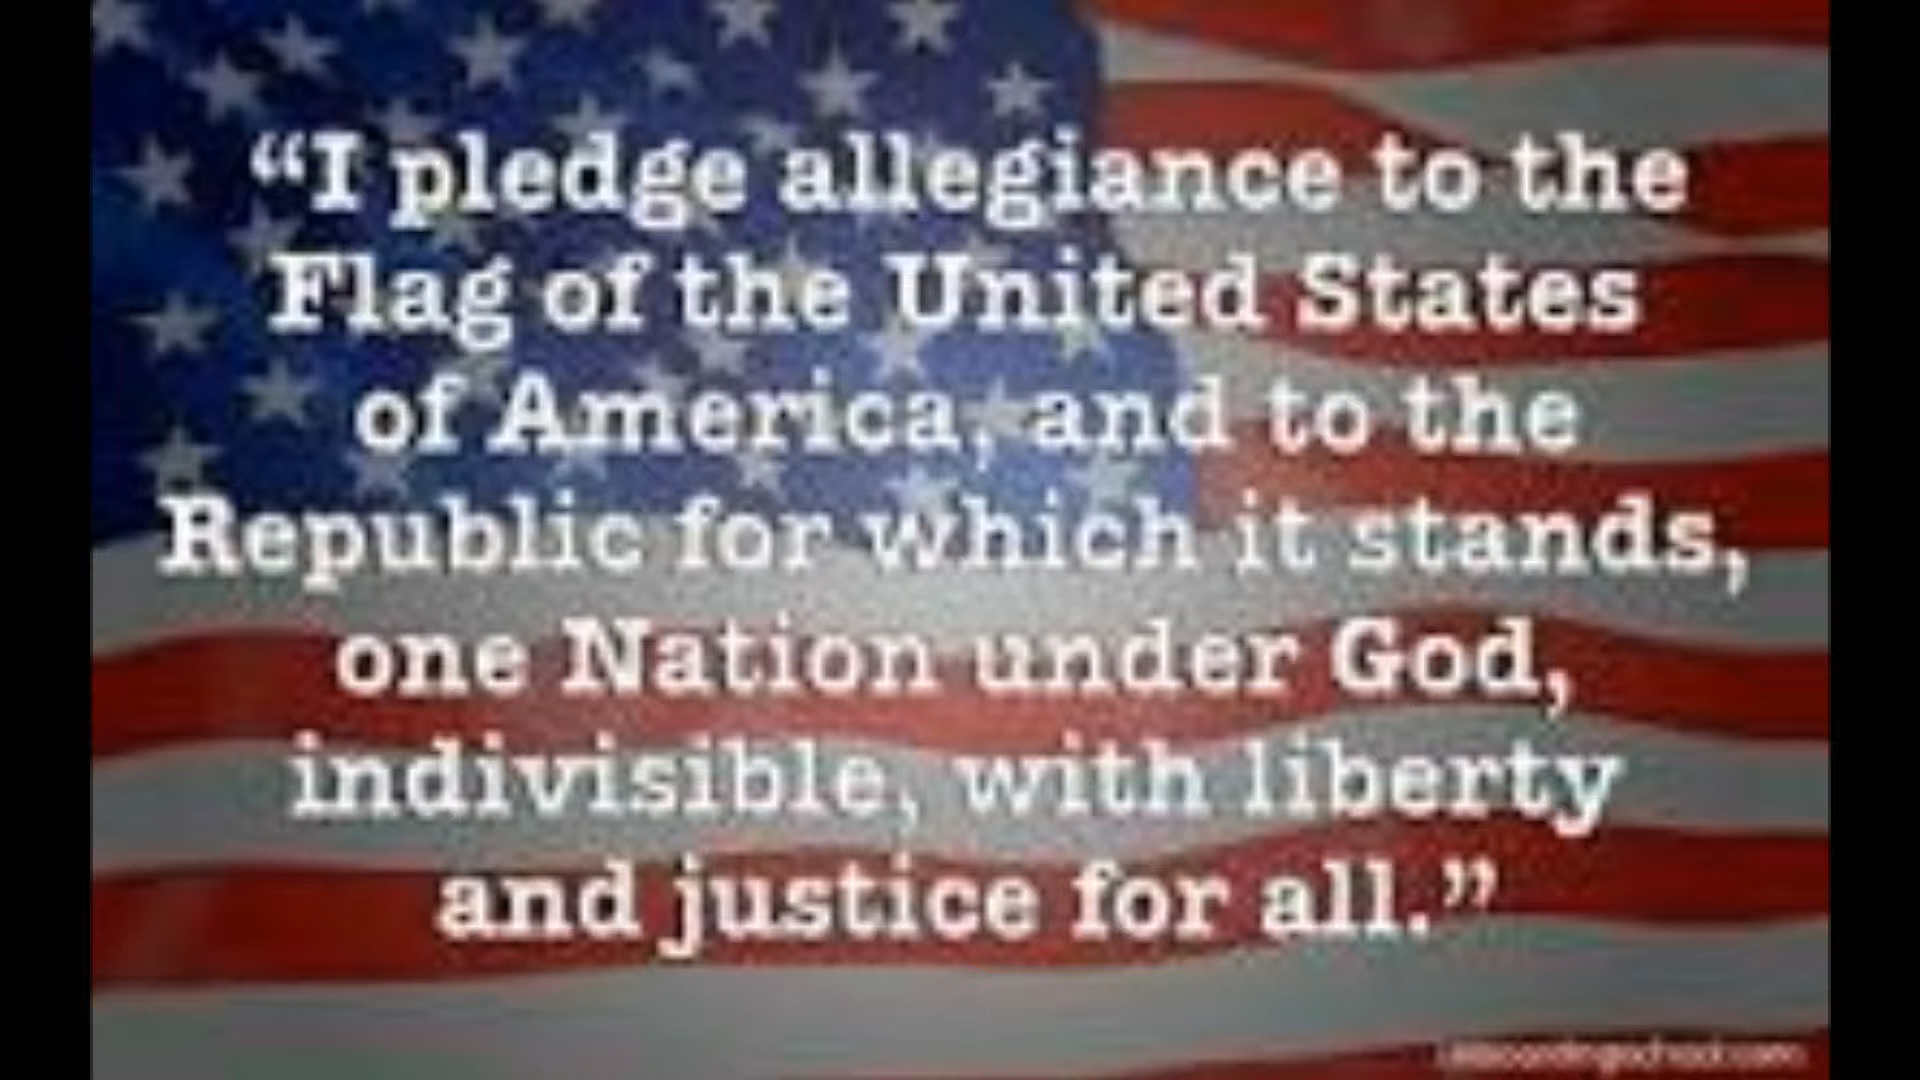 “I pledge allegiance to the
Flag of the United States
of America, and to the
Republic for which it stands,
one Nation under God,
indivisible, with liberty
and justice for all.”